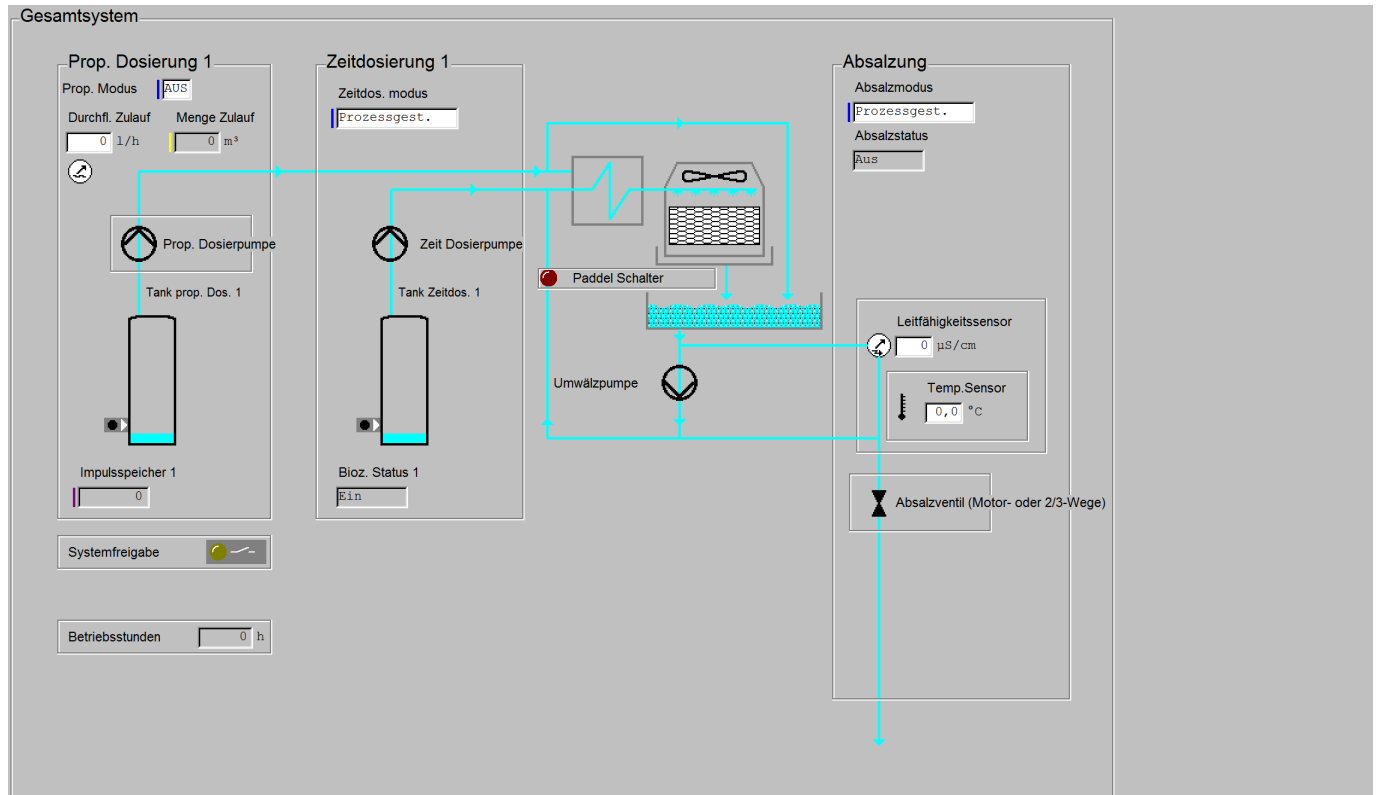 Gesamtsystem
Prop. Dosierung 1
Prop. Modus AUS
Durchfl. Zulauf Menge Zulauf
0 l/h 0 m³
Prop. Dosierpumpe
Tank prop. Dos. 1
Impulsspeicher 1
0
Systemfreigabe
Betriebsstunden 0 h
Zeitdosierung 1
Zeitdos. modus
Prozessgest.
Zeit Dosierpumpe
Tank Zeitdos. 1
Bioz. Status 1
Ein
Paddel Schalter
Umwälzpumpe
Absalzung
Absalzmodus
Prozessgest.
Absalzstatus
Aus
Leitfähigkeitssensor
0 µS/cm
Temp.Sensor
0,0 °C
Absalzventil (Motor- oder 2/3-Wege)